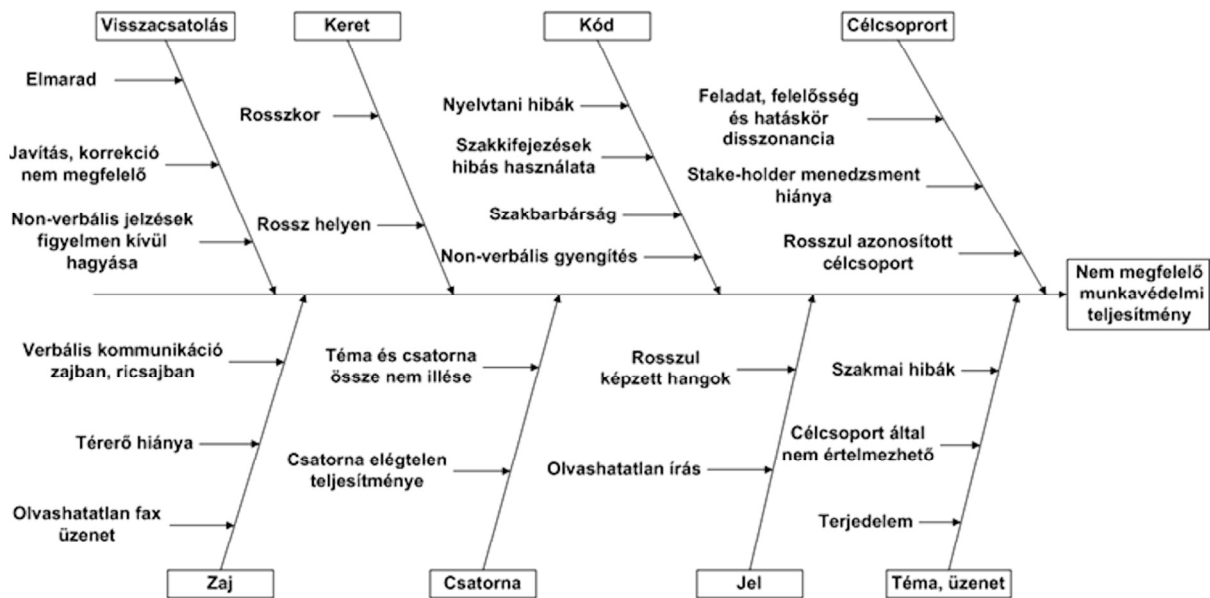 Visszacsatolás
Keret
Kód
Célcsoprort
Elmarad
Javítás, korrekció
nem megfelelő
Non-verbális jelzések
figyelmen kívül
hagyása
Rosszkor
Rossz helyen
Nyelvtani hibák
Szakkifejezések
hibás használata
Szakbarbárság
Non-verbális gyengítés
Feladat, felelősség
és hatáskör
disszonancia
Stake-holder menedzsment
hiánya
Rosszul azonosított
célcsoport
Nem megfelelő
munkavédelmi
teljesítmény
Verbális kommunikáció
zajban, ricsajban
Térerő hiánya
Olvashatatlan fax
üzenet
Téma és csatorna
össze nem illése
Csatorna elégtelen
teljesítménye
Rosszul
képzett hangok
Olvashatatlan írás
Szakmai hibák
Célcsoport által
nem értelmezhető
Terjedelem
Zaj
Csatorna
Jel
Téma, üzenet